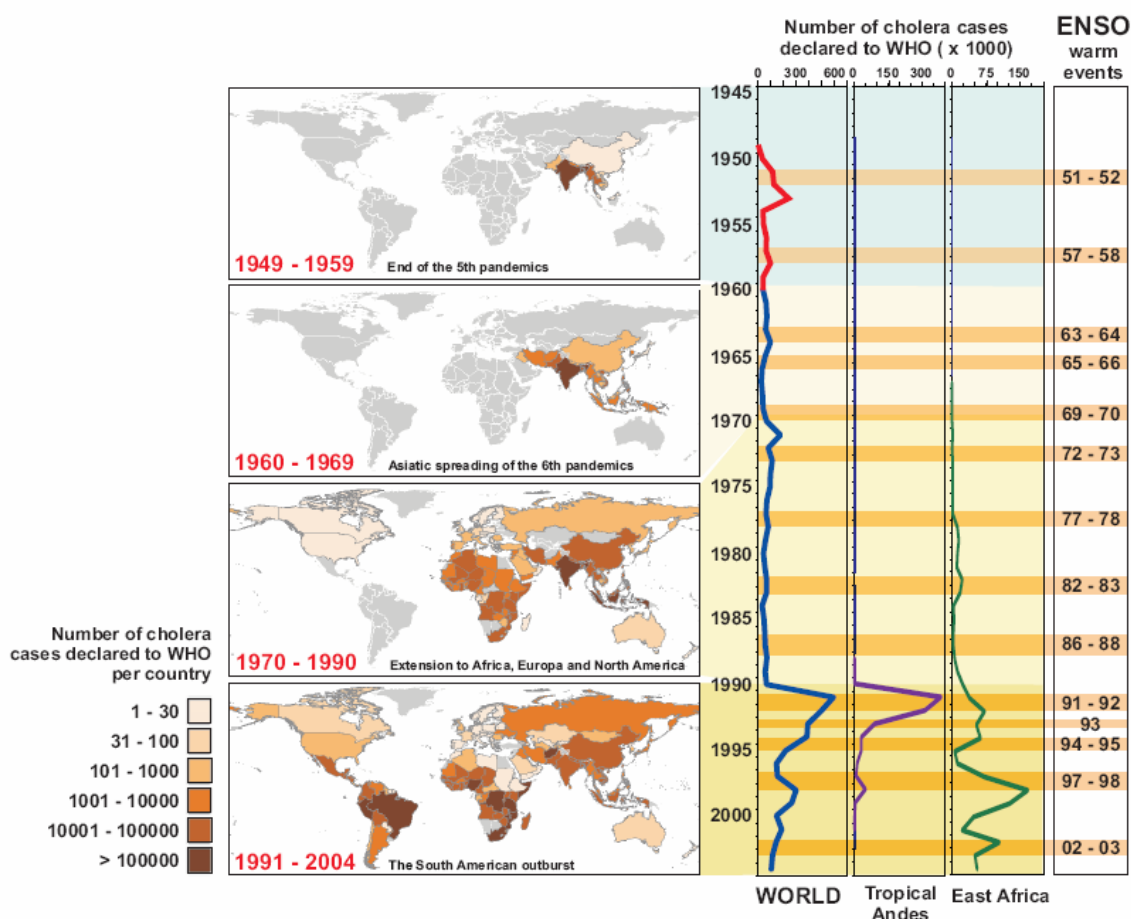 Number of cholera cases
declared to WHO ( x 1000)
ENSO
warm
events
0 300 600 0 150 300 0 75 150
1945
1950
1955
1960
1965
1970
1975
1980
1985
1990
1995
2000
51 - 52
57 - 58
63 - 64
65 - 66
69 - 70
72 - 73
77 - 78
82 - 83
86 - 88
91 - 92
93
94 - 95
97 - 98
02 - 03
1949 - 1959 End of the 5th pandemics
1960 - 1969 Asiatic spreading of the 6th pandemics
1970 - 1990 Extension to Africa, Europa and North America
1991 - 2004 The South American outburst
Number of cholera
cases declared to WHO
per country
1 - 30
31 - 100
101 - 1000
1001 - 10000
10001 - 100000
> 100000
WORLD
Tropical
Andes
East Africa